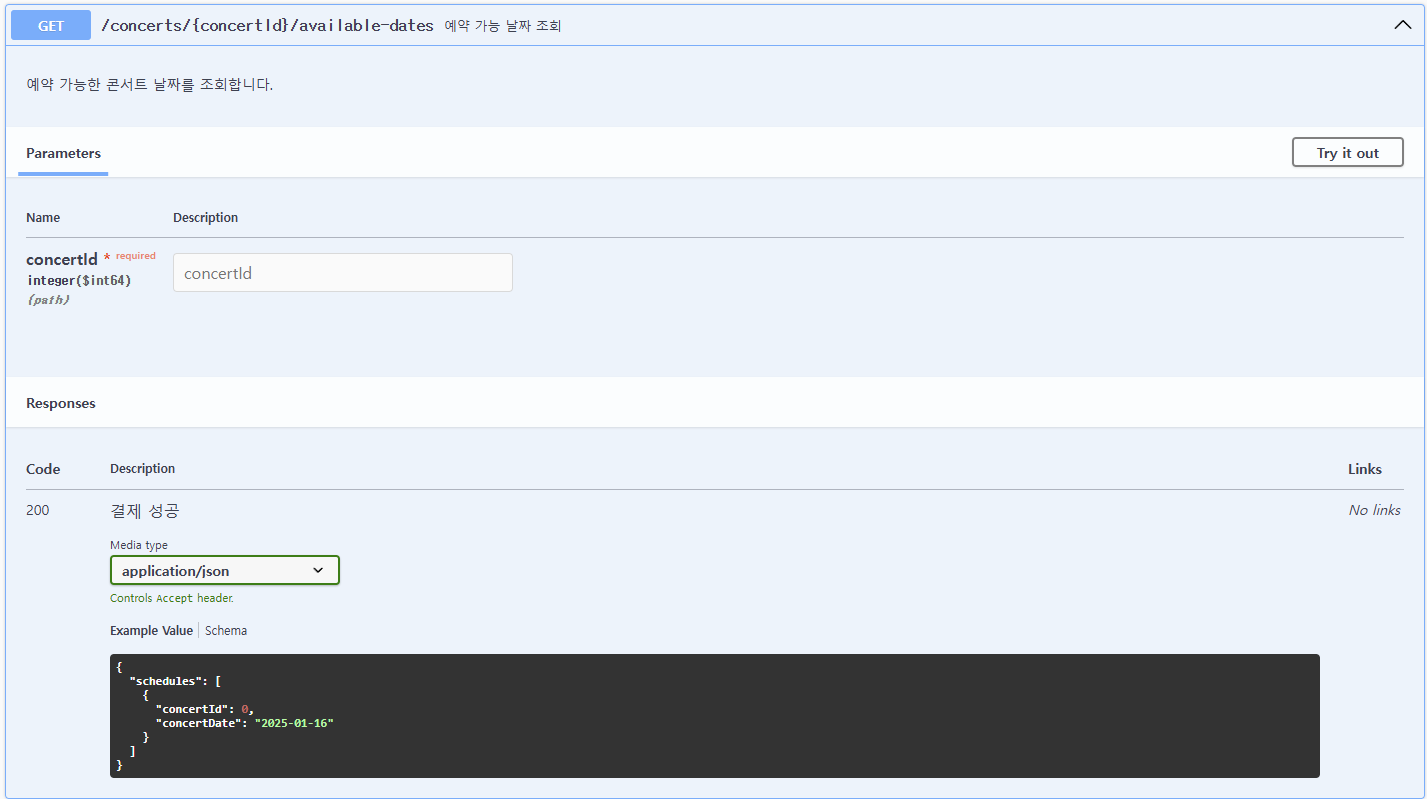 GET /concerts/{concertId}/available-dates 예약 가능 날짜 조회
예약 가능한 콘서트 날짜를 조회합니다.
Parameters Try it out
Name Description
concertId * required concertId
integer($int64)
(path)
Responses
Code Description Links
200 결제 성공 No links
Media type
application/json
Controls Accept header.
Example Value Schema
{
  "schedules": [
    {
      "concertId": 0,
      "concertDate": "2025-01-16"
    }
  ]
}